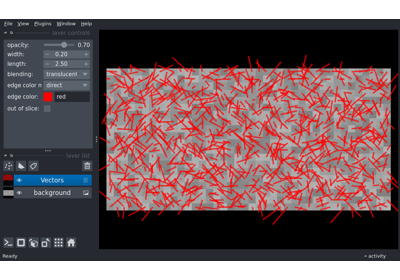 File View Plugins Window Help
layer controls
opacity: 0.70
width: 0.20
length: 2.50
blending: translucent
edge color m direct
edge color: red
out of slice:
layer list
Vectors
background
Ready
activity